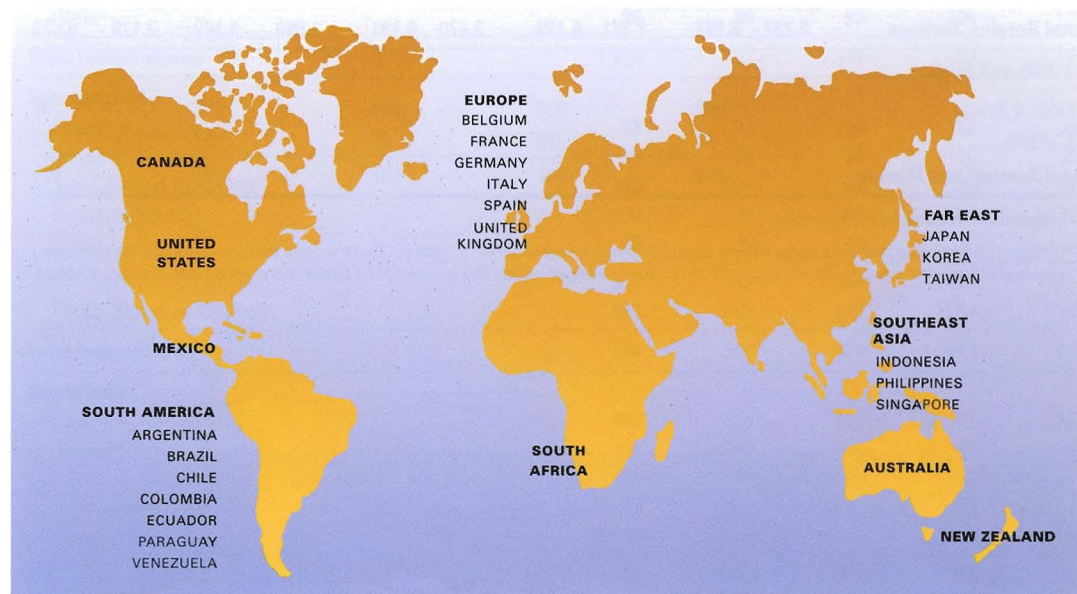 CANADA
UNITED
STATES
MEXICO
SOUTH AMERICA
ARGENTINA
BRAZIL
CHILE
COLOMBIA
ECUADOR
PARAGUAY
VENEZUELA
EUROPE
BELGIUM
FRANCE
GERMANY
ITALY
SPAIN
UNITED
KINGDOM
SOUTH
AFRICA
FAR EAST
JAPAN
KOREA
TAIWAN
SOUTHEAST
ASIA
INDONESIA
PHILIPPINES
SINGAPORE
AUSTRALIA
NEW ZEALAND